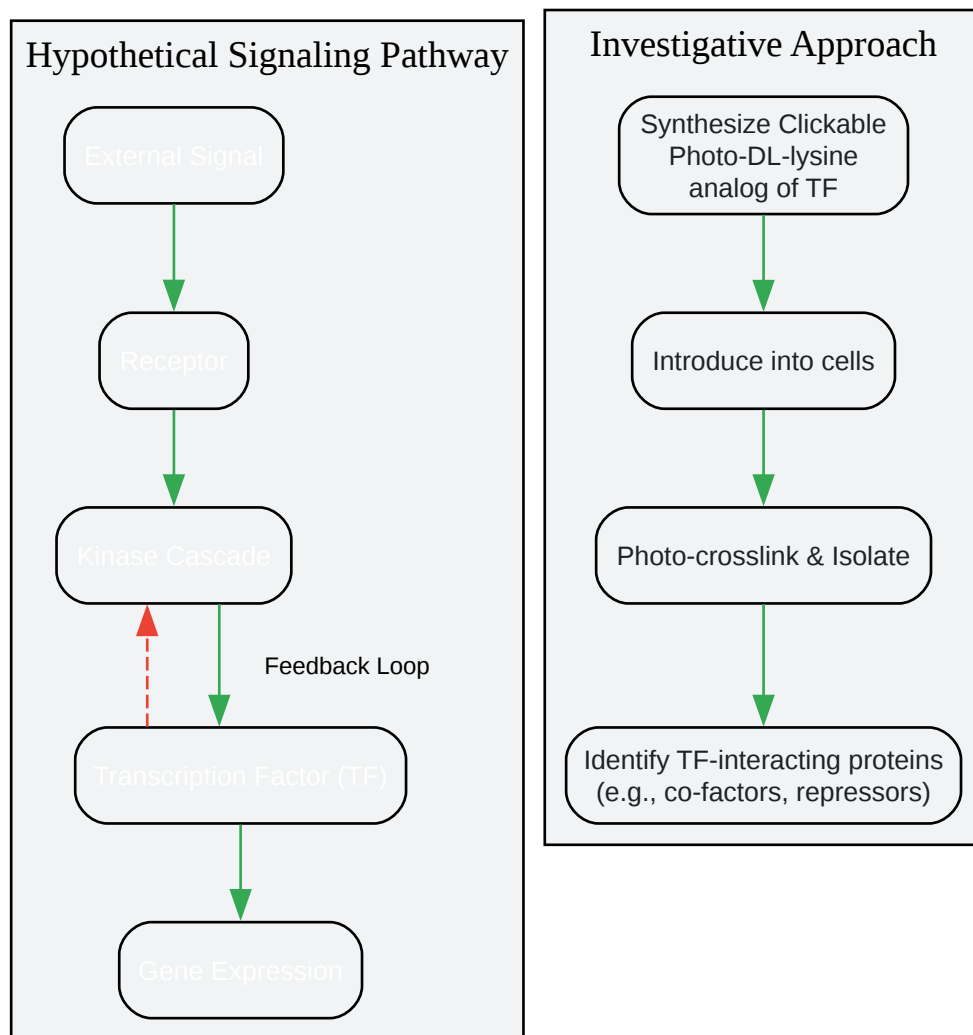 Hypothetical Signaling Pathway
External Signal
Receptor
Kinase Cascade
Feedback Loop
Transcription Factor (TF)
Gene Expression
Investigative Approach
Synthesize Clickable
Photo-DL-lysine
analog of TF
Introduce into cells
Photo-crosslink & Isolate
Identify TF-interacting proteins
(e.g., co-factors, repressors)